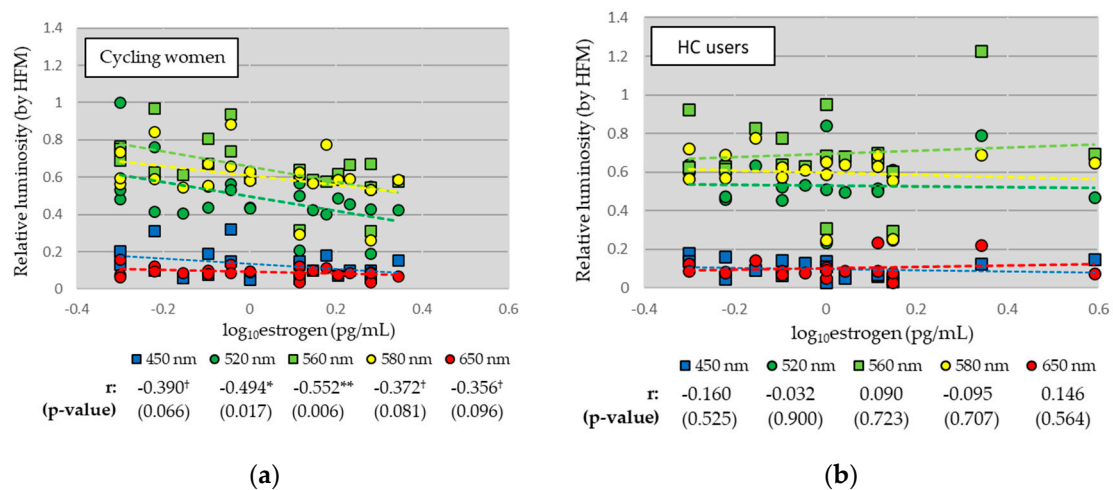 1.4
1.2
1
0.8
0.6
0.4
0.2
0
-0.4 -0.2 0.0 0.2 0.4 0.6
Relative luminosity (by HFM)
Cycling women
log10estrogen (pg/mL)
450 nm 520 nm 560 nm 580 nm 650 nm
r: -0.390† -0.494* -0.552** -0.372† -0.356†
(p-value) (0.066) (0.017) (0.006) (0.081) (0.096)
(a)
1.4
1.2
1
0.8
0.6
0.4
0.2
0
-0.4 -0.2 0.0 0.2 0.4 0.6
Relative luminosity (by HFM)
HC users
log10estrogen (pg/mL)
450 nm 520 nm 560 nm 580 nm 650 nm
r: -0.160 -0.032 0.090 -0.095 0.146
(p-value) (0.525) (0.900) (0.723) (0.707) (0.564)
(b)